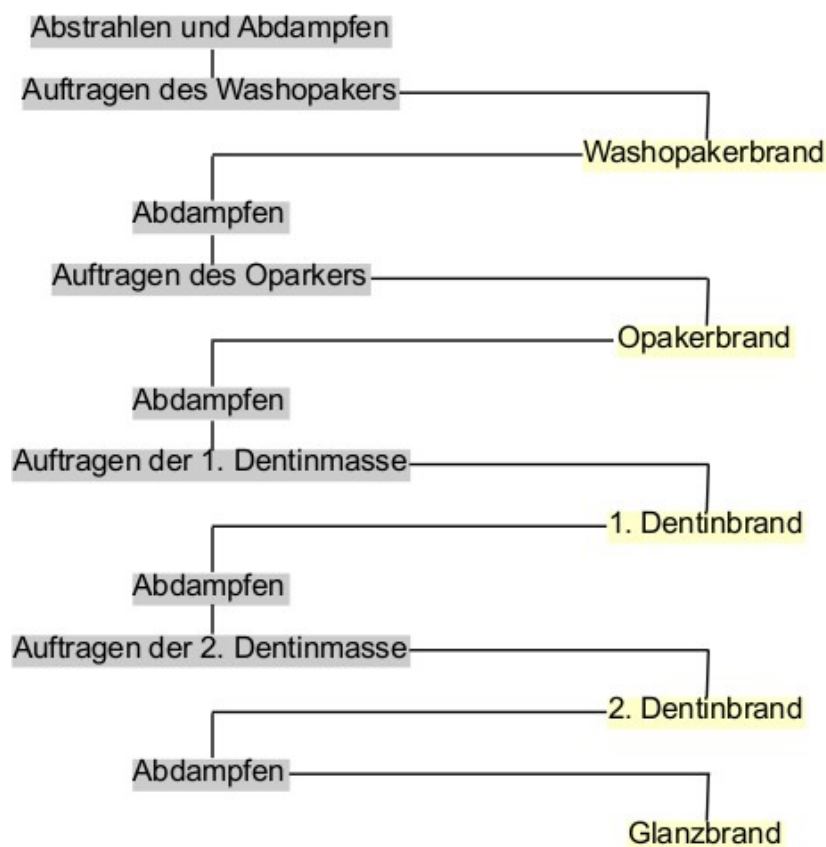 Abstrahlen und Abdampfen
Auftragen des Washopakers
Washopakerbrand
Abdampfen
Auftragen des Oparkers
Opakerbrand
Abdampfen
Auftragen der 1. Dentinmasse
1. Dentinbrand
Abdampfen
Auftragen der 2. Dentinmasse
2. Dentinbrand
Abdampfen
Glanzbrand